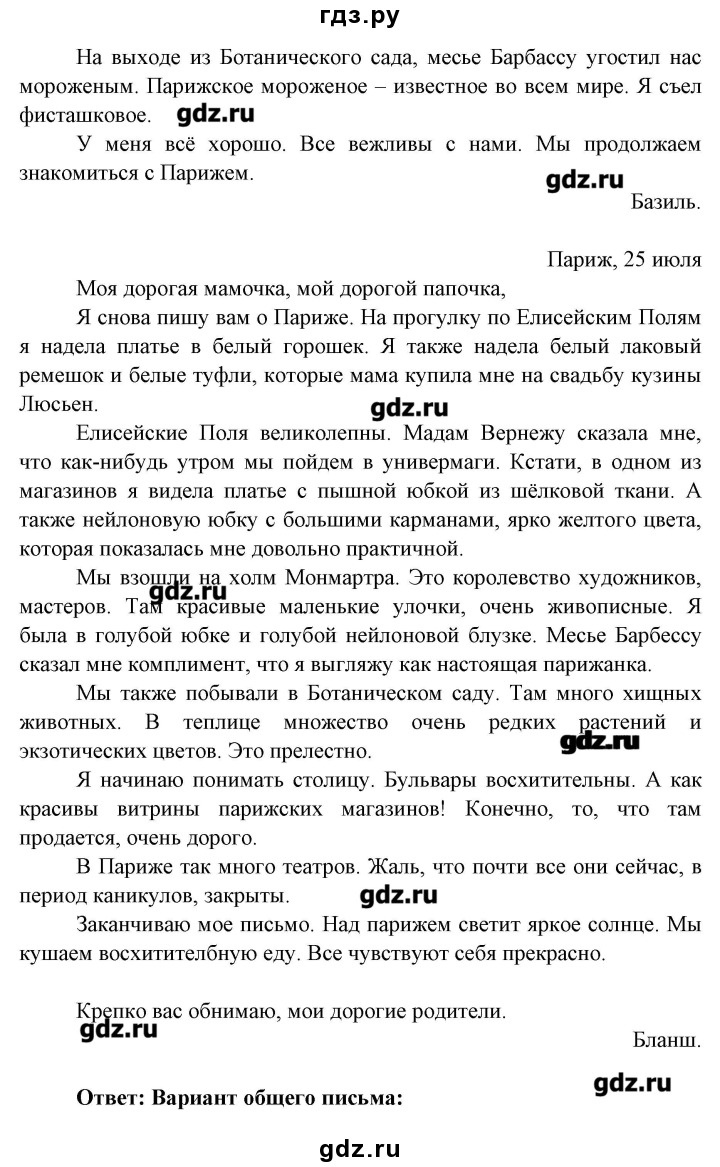 гдз.ру
На выходе из Ботанического сада, месье Барбассу угостил нас
мороженым. Парижское мороженое – известное во всем мире. Я съел
фисташковое.
gdz.ru
У меня всё хорошо. Все вежливы с нами. Мы продолжаем
знакомиться с Парижем.
gdz.ru
Базиль.
Париж, 25 июля
Моя дорогая мамочка, мой дорогой папочка,
Я снова пишу вам о Париже. На прогулку по Елисейским Полям
я надела платье в белый горошек. Я также надела белый лаковый
ремешок и белые туфли, которые мама купила мне на свадьбу кузины
Люсьен.
gdz.ru
Елисейские Поля великолепны. Мадам Вернежу сказала мне,
что как-нибудь утром мы пойдем в универмаги. Кстати, в одном из
магазинов я видела платье с пышной юбкой из шёлковой ткани. А
также нейлоновую юбку с большими карманами, ярко желтого цвета,
которая показалась мне довольно практичной.
Мы взошли на холм Монмартра. Это королевство художников,
gdz.ru
мастеров. Там красивые маленькие улочки, очень живописные. Я
была в голубой юбке и голубой нейлоновой блузке. Месье Барбессу
сказал мне комплимент, что я выгляжу как настоящая парижанка.
Мы также побывали в Ботаническом саду. Там много хищных
животных. В теплице множество очень редких растений и
gdz.ru
экзотических цветов. Это прелестно.
Я начинаю понимать столицу. Бульвары восхитительны. А как
красивы витрины парижских магазинов! Конечно, то, что там
продается, очень дорого.
В Париже так много театров. Жаль, что почти все они сейчас, в
период каникулов, закрыты.
gdz.ru
Заканчиваю мое письмо. Над парижем светит яркое солнце. Мы
кушаем восхитителбную еду. Все чувствуют себя прекрасно.
Крепко вас обнимаю, мои дорогие родители.
gdz.ru
Бланш.
gdz.ru
Ответ: Вариант общего письма:
gdz.ru